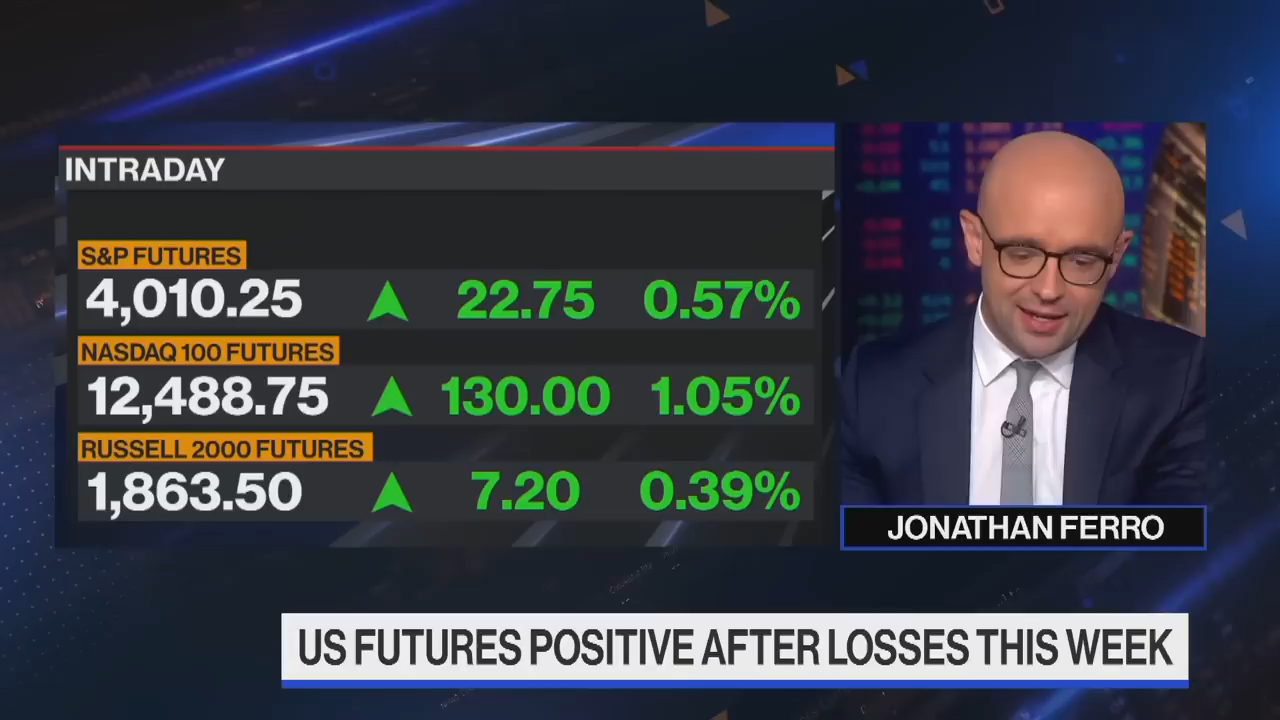 INTRADAY
S&P FUTURES
4,010.25 ▲ 22.75 0.57%
NASDAQ 100 FUTURES
12,488.75 ▲ 130.00 1.05%
RUSSELL 2000 FUTURES
1,863.50 ▲ 7.20 0.39%
JONATHAN FERRO
US FUTURES POSITIVE AFTER LOSSES THIS WEEK